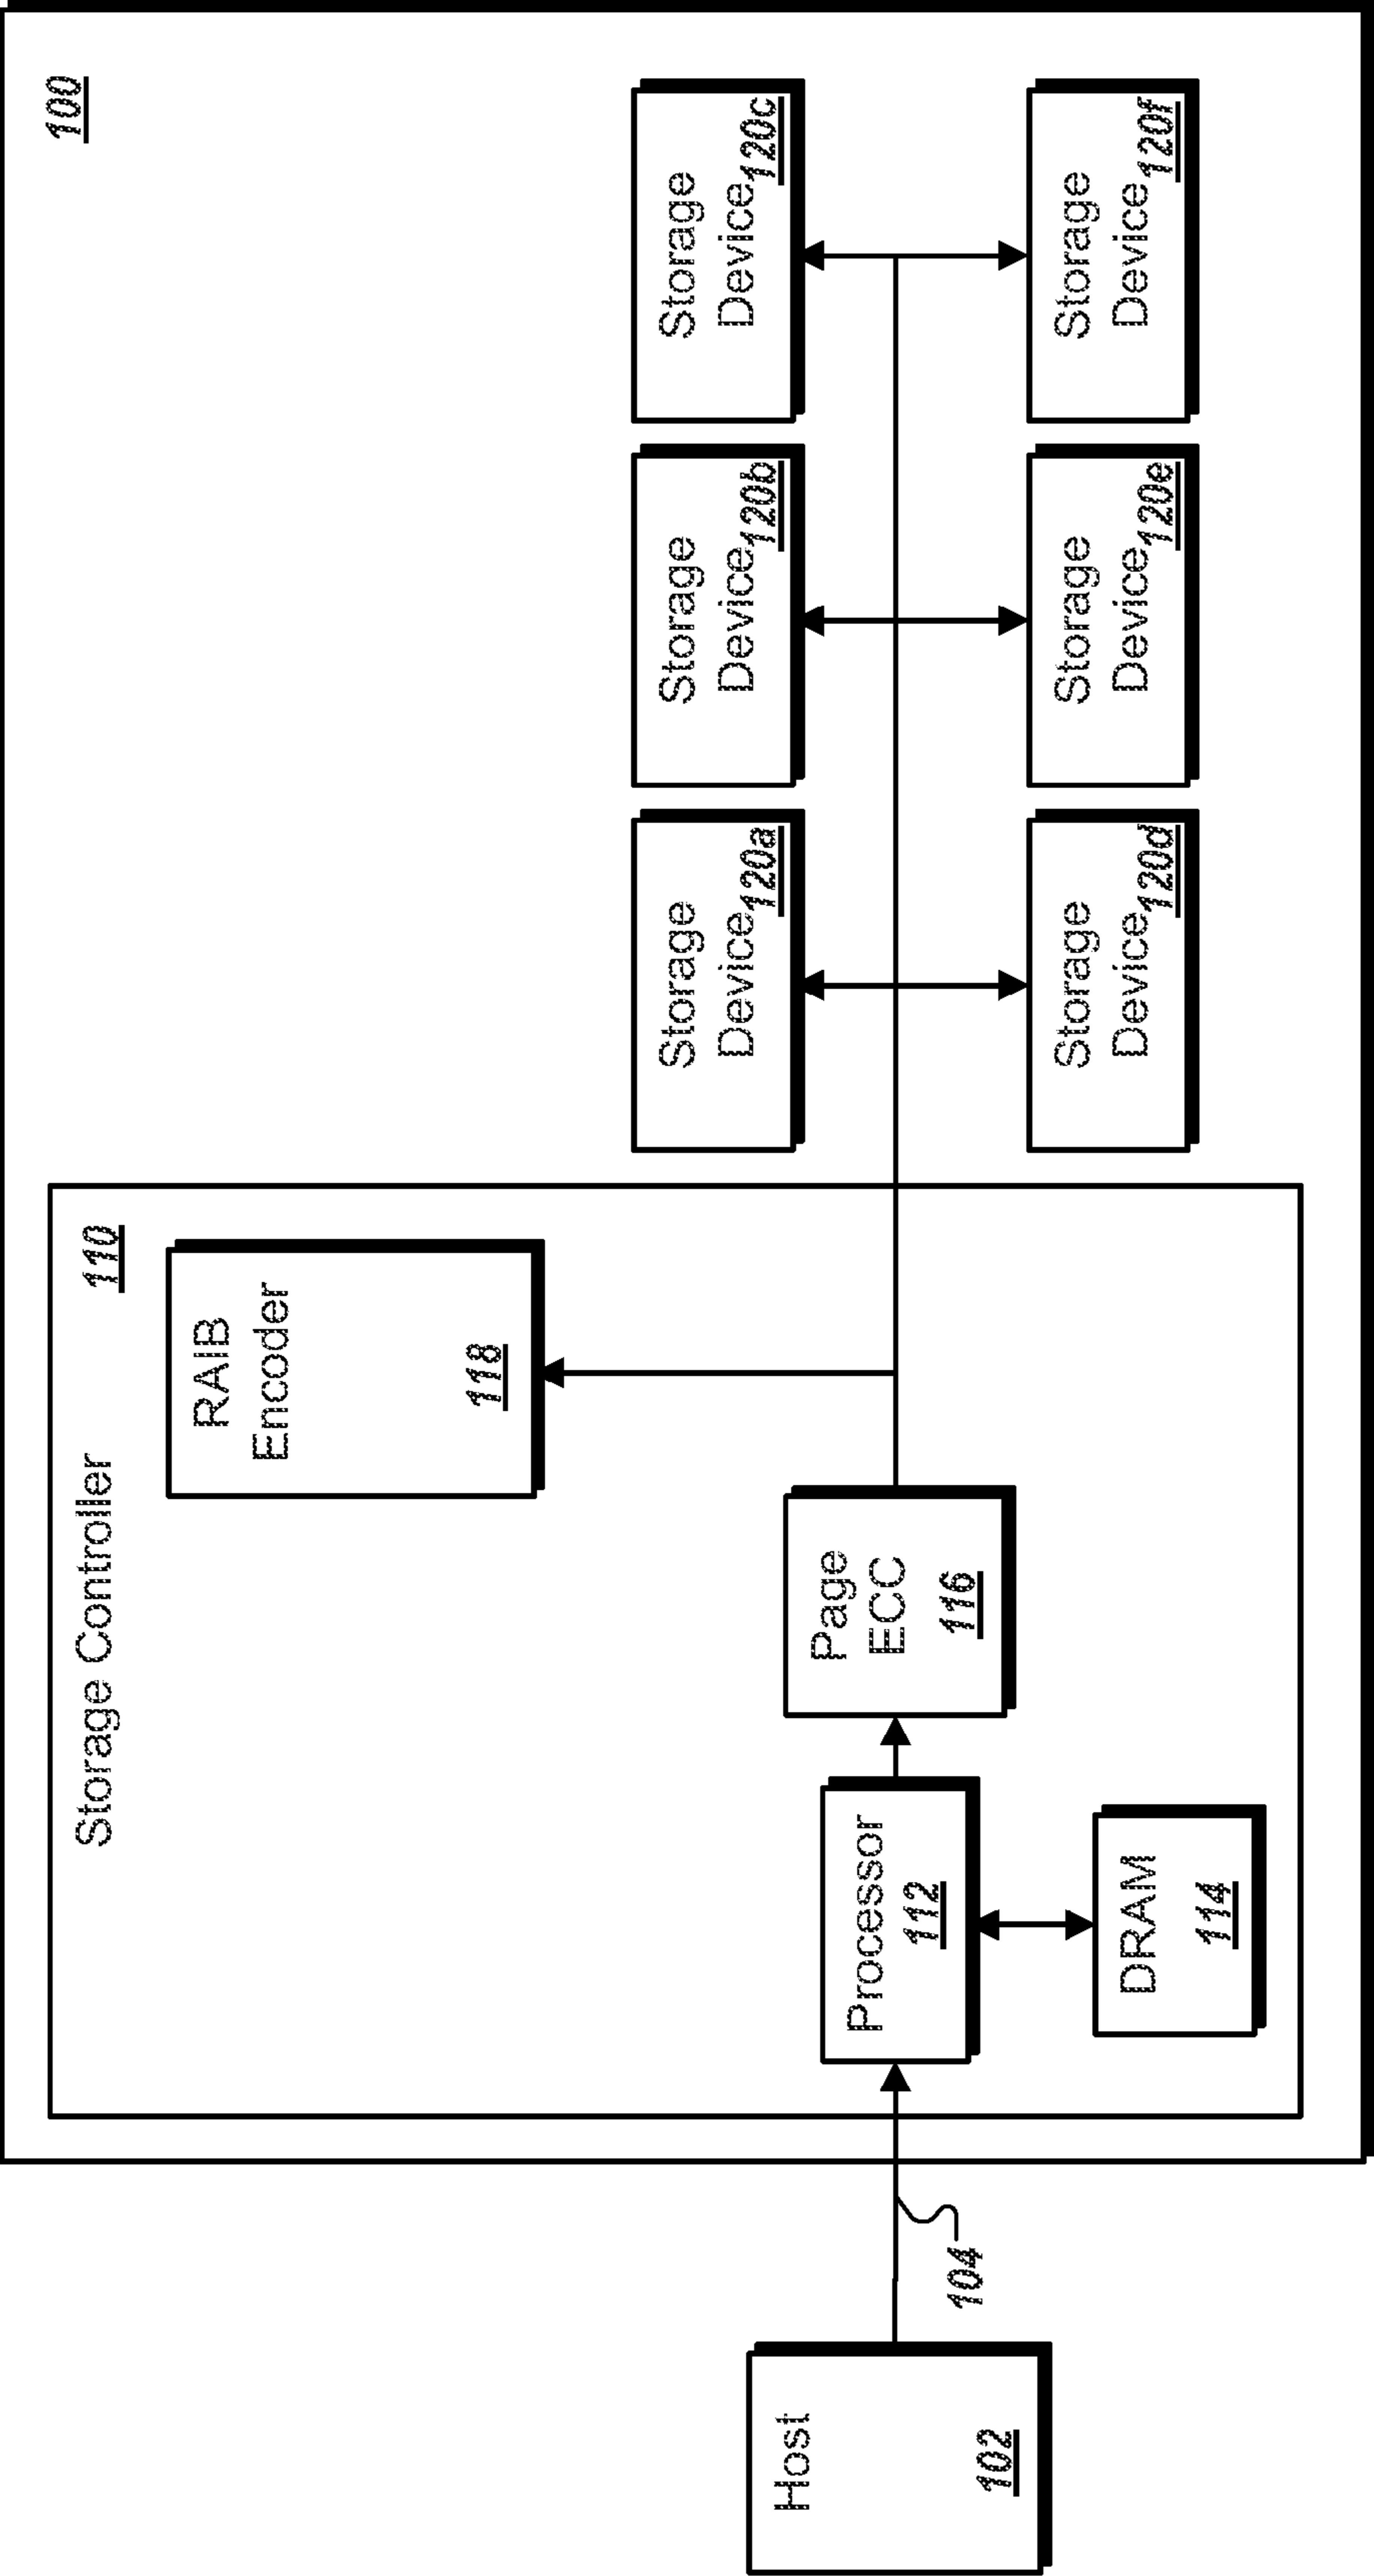 100
Storage Controller
110
RAIB
Encoder
118
Storage
Device
120a
Storage
Device
120b
Storage
Device
120c
Host
102
104
Processor
112
Page
ECC
116
DRAM
114
Storage
Device
120d
Storage
Device
120e
Storage
Device
120f